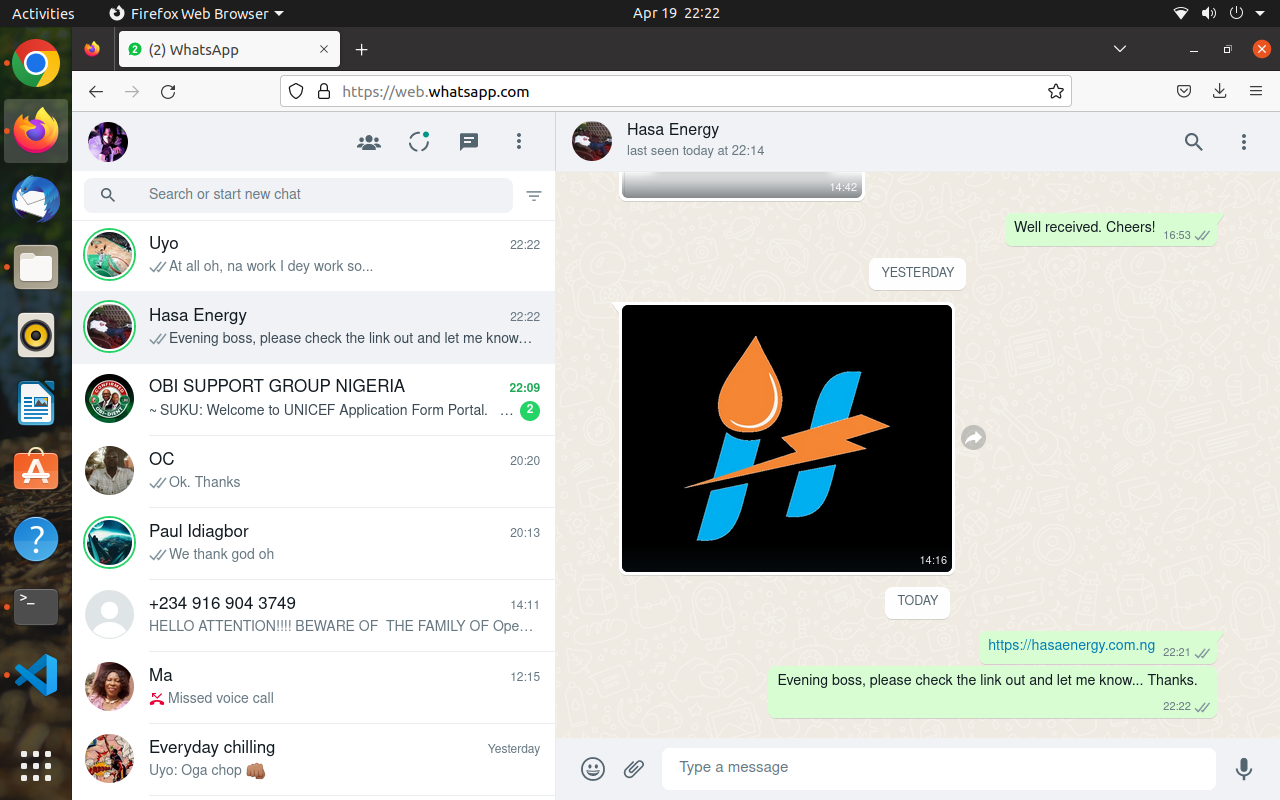 Activities
Firefox Web Browser
Apr 19 22:22
2
(2) WhatsApp
https://web.whatsapp.com
Search or start new chat
Uyo
22:22
At all oh, na work I dey work so...
Hasa Energy
22:22
Evening boss, please check the link out and let me know...
OBI SUPPORT GROUP NIGERIA
22:09
~ SUKU: Welcome to UNICEF Application Form Portal. ...
2
OC
20:20
Ok. Thanks
Paul Idiagbor
20:13
We thank god oh
+234 916 904 3749
14:11
HELLO ATTENTION!!!! BEWARE OF THE FAMILY OF Ope...
Ma
12:15
Missed voice call
Everyday chilling
Yesterday
Uyo: Oga chop 👊🏾
Hasa Energy
last seen today at 22:14
14:42
Well received. Cheers!
16:53
YESTERDAY
14:16
TODAY
https://hasaenergy.com.ng
22:21
Evening boss, please check the link out and let me know... Thanks.
22:22
Type a message